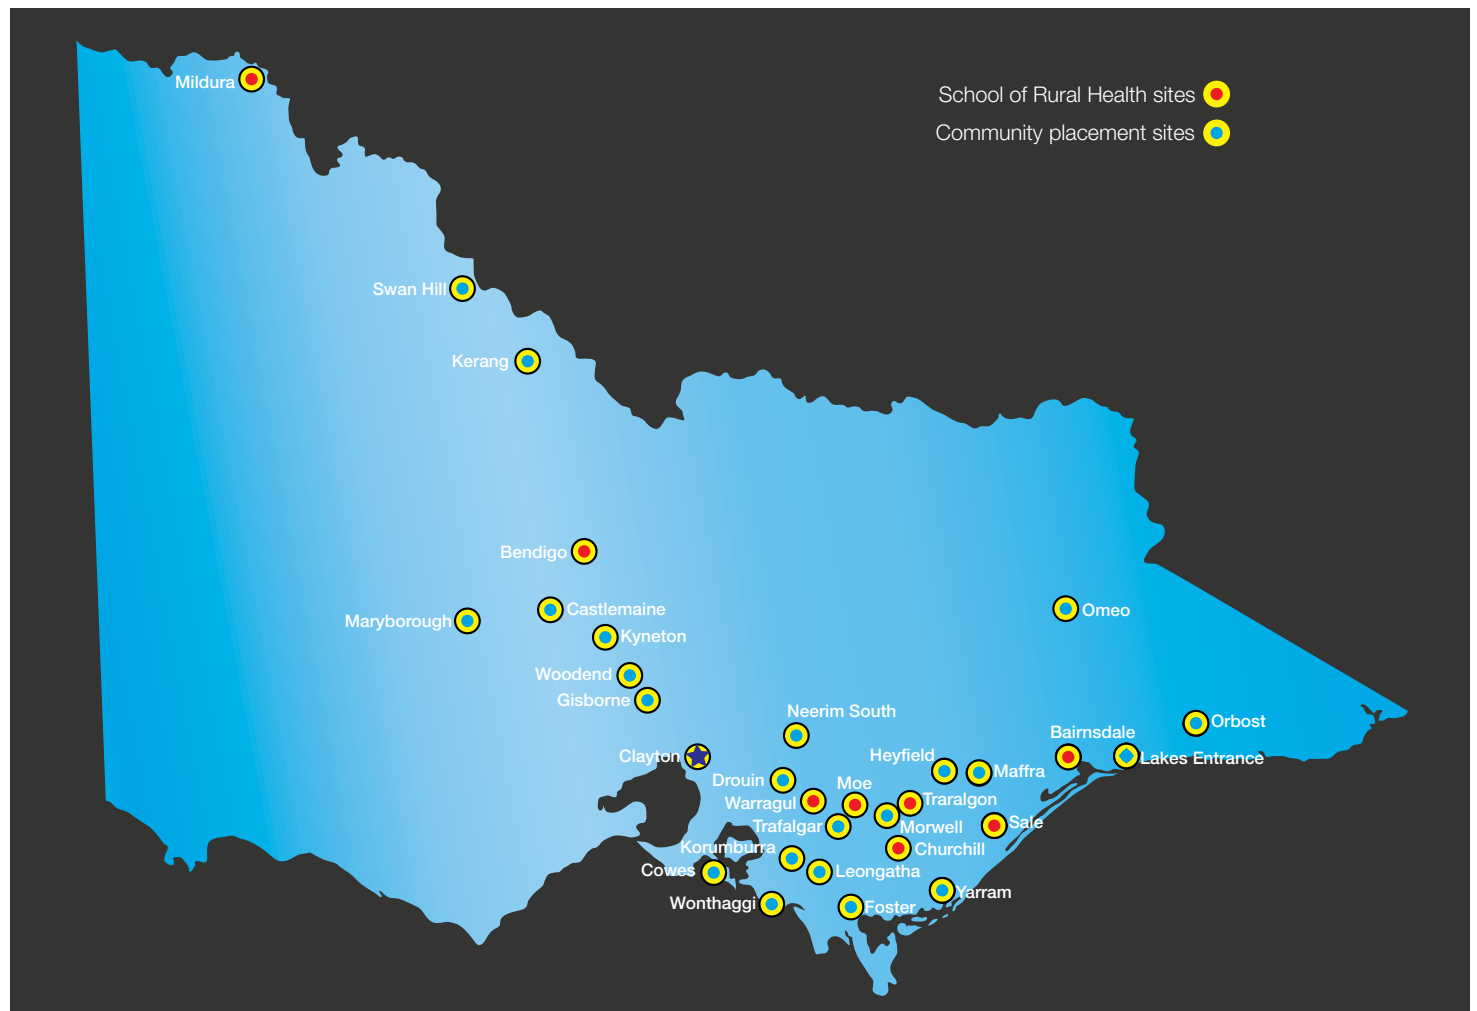 Mildura
School of Rural Health sites
Community placement sites
Swan Hill
Kerang
Bendigo
Castlemaine
Maryborough
Kyneton
Omeo
Woodend
Gisborne
Neerim South
Orbost
Bairnsdale
Clayton
Heyfield
Lakes Entrance
Maffra
Drouin
Moe
Warragul
Traralgon
Trafalgar
Morwell
Sale
Korumburra
Churchill
Cowes
Leongatha
Yarram
Wonthaggi
Foster